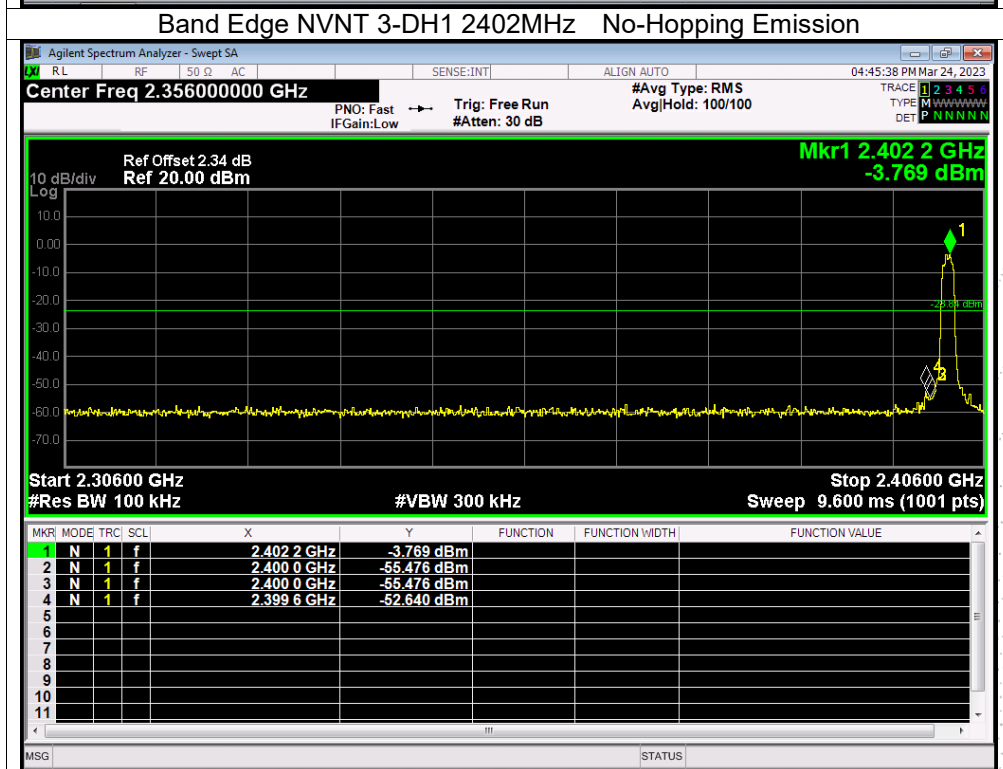 Band Edge NVNT 3-DH1 2402MHz No-Hopping Emission
Agilent Spectrum Analyzer - Swept SA
LXI RL RF 50 Ω AC SENSE:INT ALIGN AUTO 04:45:38 PM Mar 24, 2023
Center Freq 2.356000000 GHz #Avg Type: RMS TRACE 1 2 3 4 5 6
PNO: Fast Trig: Free Run Avg|Hold: 100/100 TYPE M WWWWW
IFGain:Low #Atten: 30 dB DET P N N N N N
Ref Offset 2.34 dB Mkr1 2.402 2 GHz
10 dB/div Ref 20.00 dBm -3.769 dBm
Log
10.0
1
0.00
-10.0
-20.0
-23.84 dBm
-30.0
-40.0
-50.0
-60.0
-70.0
Start 2.30600 GHz Stop 2.40600 GHz
#Res BW 100 kHz #VBW 300 kHz Sweep 9.600 ms (1001 pts)
MKR MODE TRC SCL X Y FUNCTION FUNCTION WIDTH FUNCTION VALUE
1 N 1 f 2.402 2 GHz -3.769 dBm
2 N 1 f 2.400 0 GHz -55.476 dBm
3 N 1 f 2.400 0 GHz -55.476 dBm
4 N 1 f 2.399 6 GHz -52.640 dBm
5
6
7
8
9
10
11
MSG STATUS